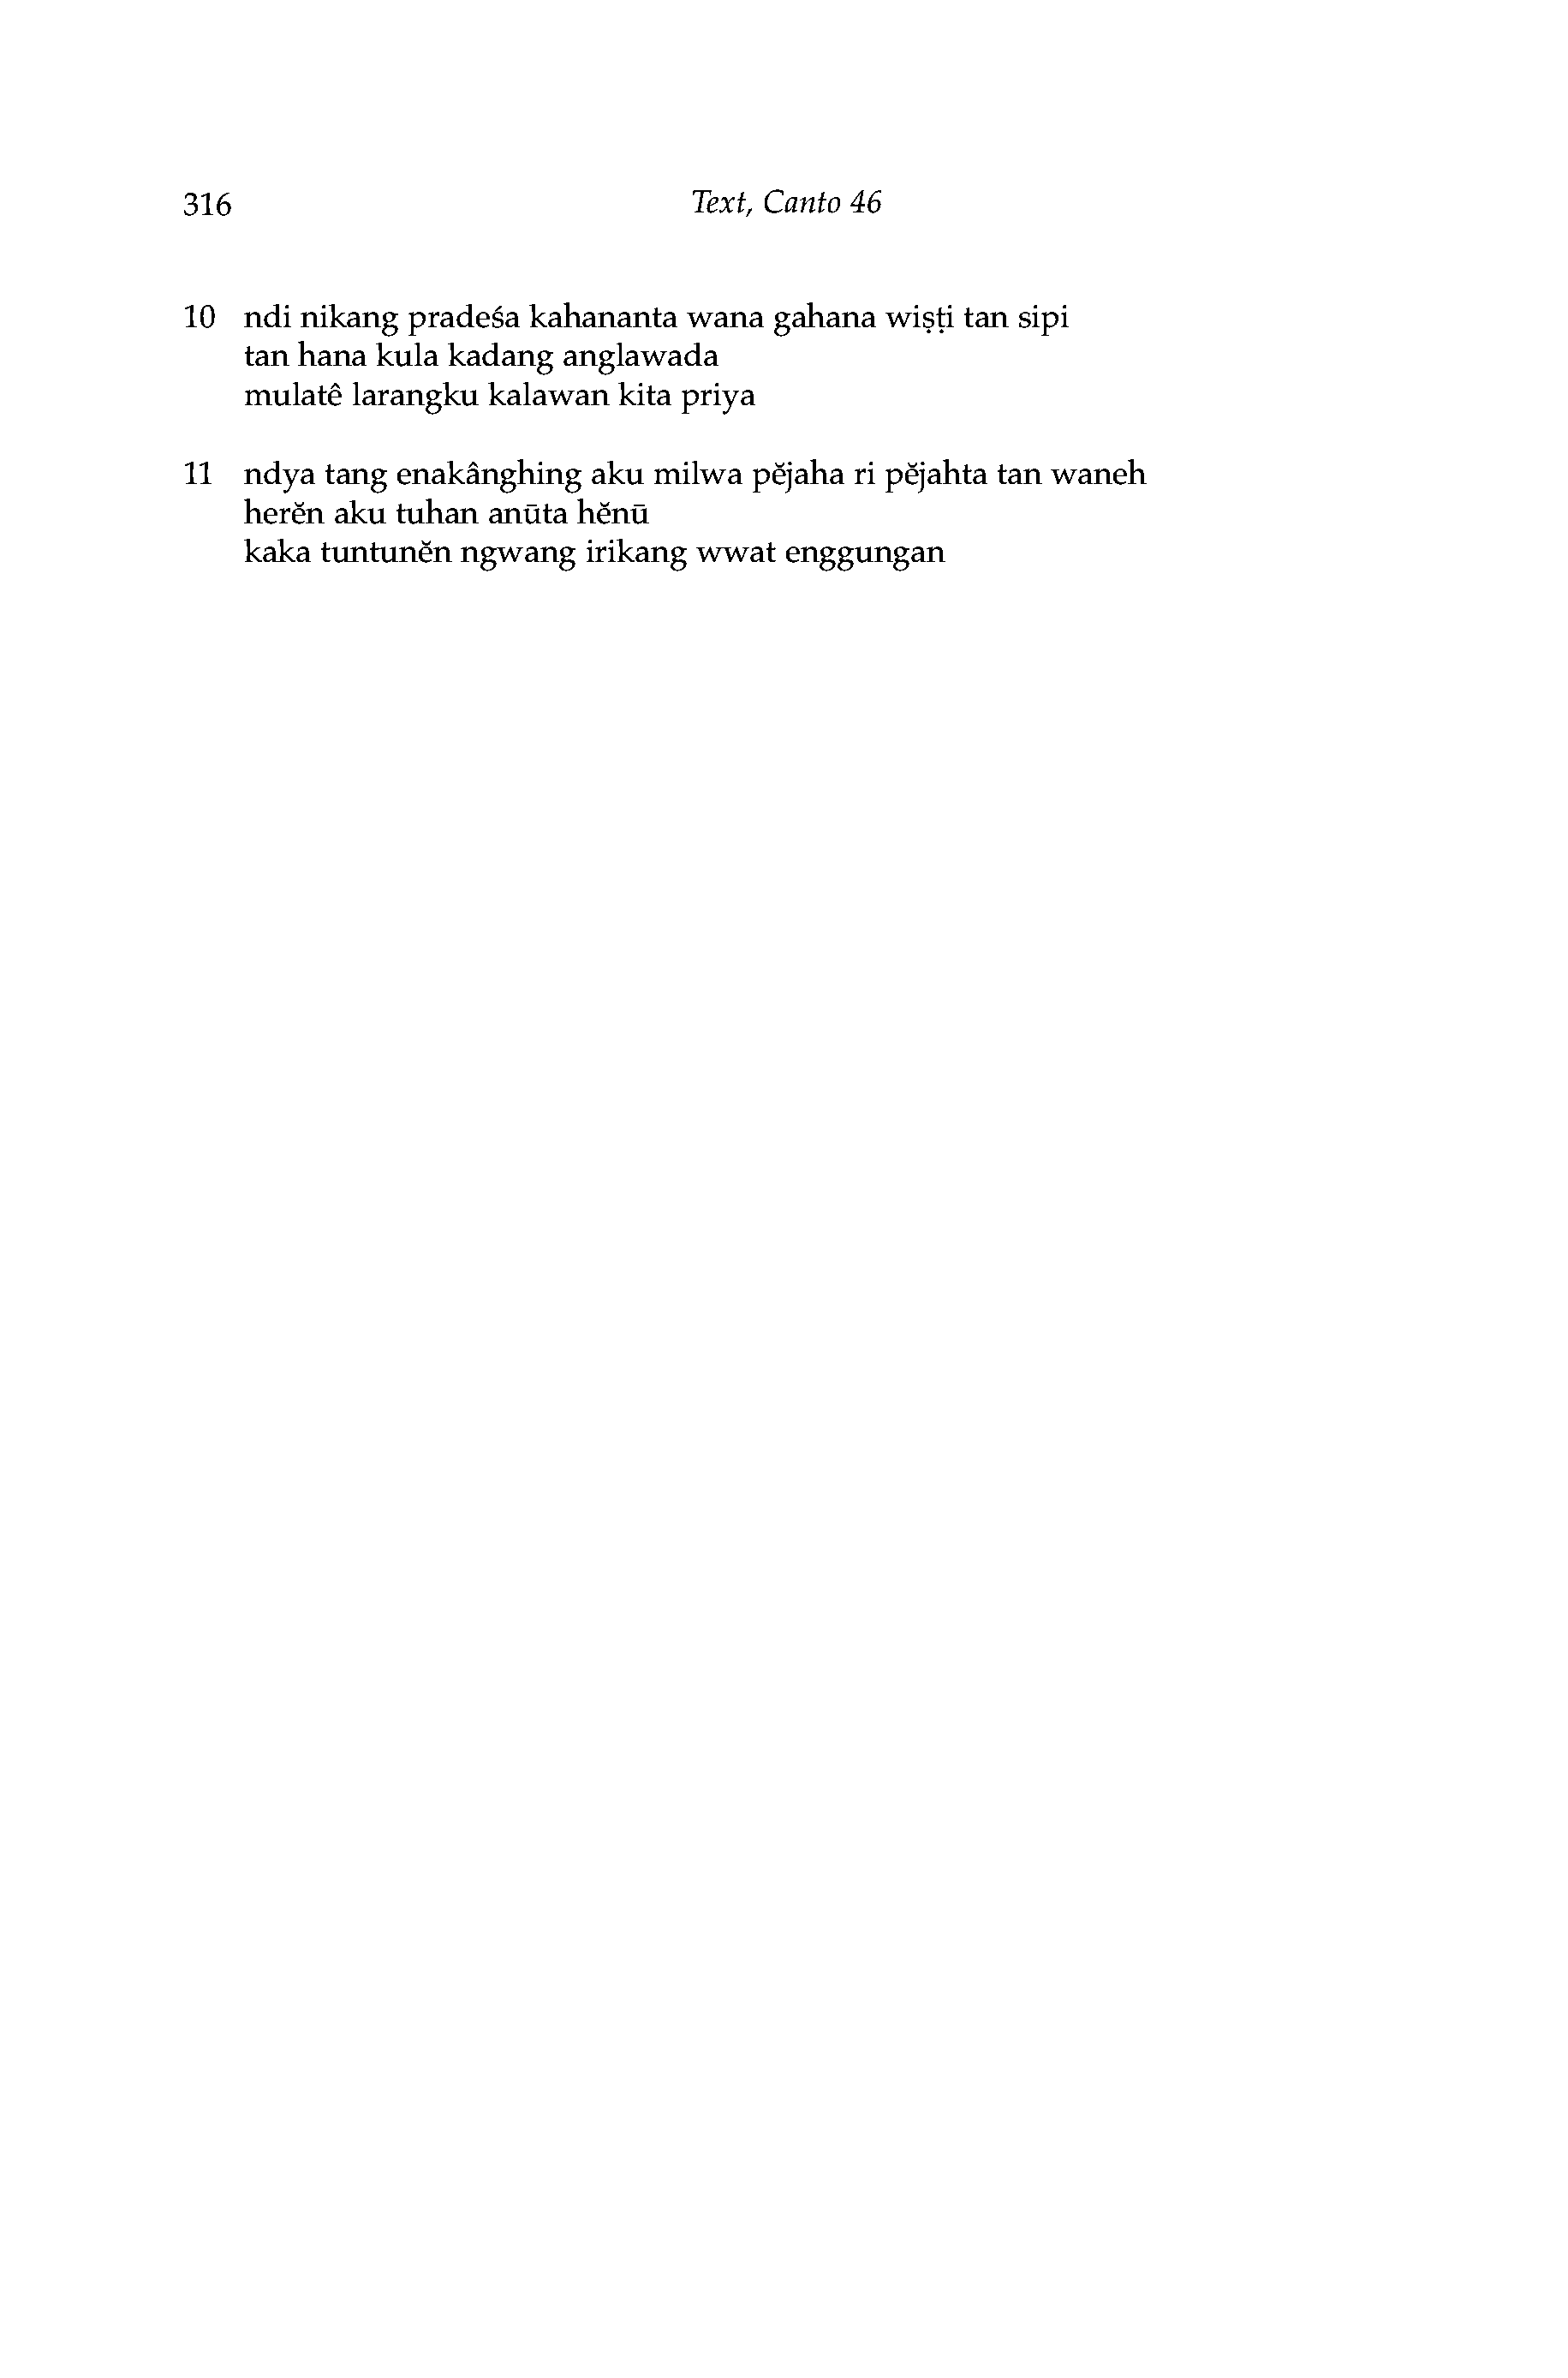 316 Text, Canto 46
10 ndi nikang pradeśa kahananta wana gahana wiṣṭi tan sipi
tan hana kula kadang anglawada
mulatê larangku kalawan kita priya
11 ndya tang enakânghing aku milwa pĕjaha ri pĕjahta tan waneh
herĕn aku tuhan anūta hĕnū
kaka tuntunĕn ngwang irikang wwat enggungan